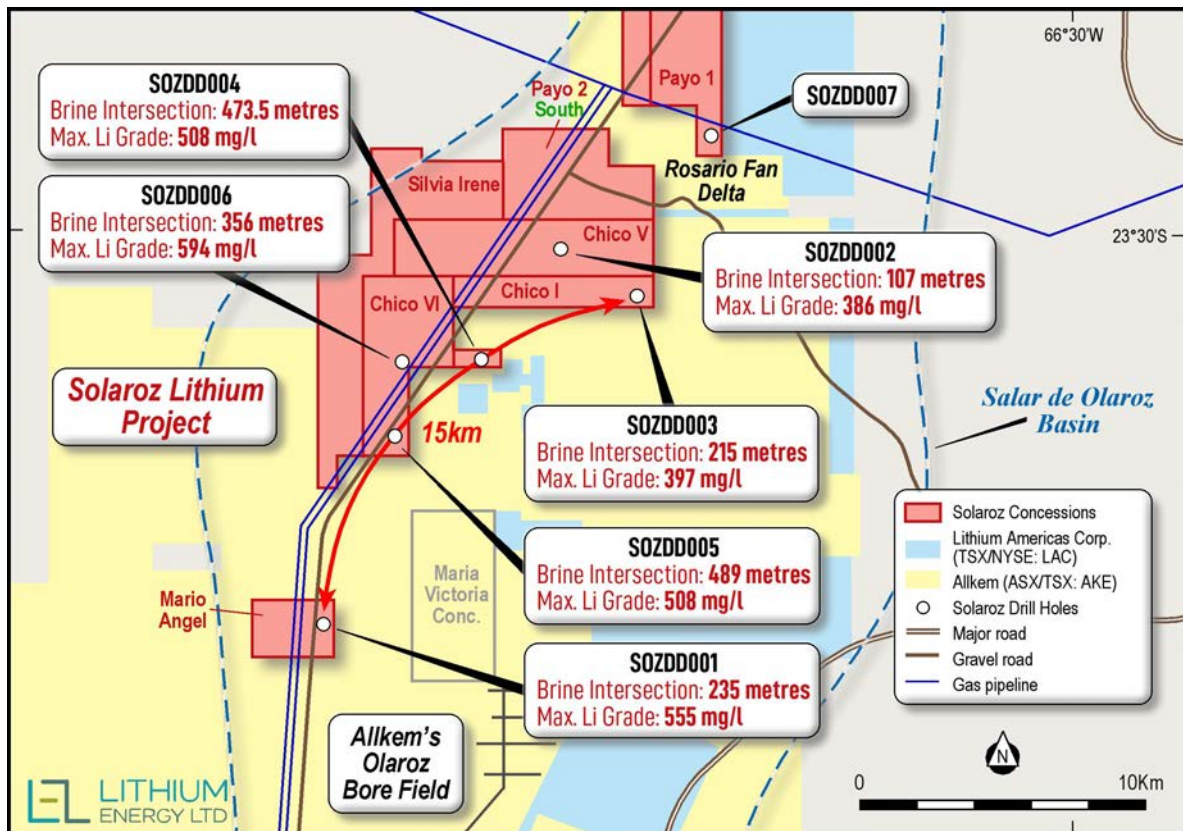 66°30'W
SOZDD004
Brine Intersection: 473.5 metres
Max. Li Grade: 508 mg/l
Payo 2
South
Payo 1
SOZDD007
Rosario Fan
Delta
Silvia Irene
SOZDD006
Brine Intersection: 356 metres
Max. Li Grade: 594 mg/l
Chico V
23°30'S
SOZDD002
Brine Intersection: 107 metres
Max. Li Grade: 386 mg/l
Chico VI
Chico I
Solaroz Lithium
Project
15km
Salar de Olaroz
Basin
SOZDD003
Brine Intersection: 215 metres
Max. Li Grade: 397 mg/l
SOZDD005
Brine Intersection: 489 metres
Max. Li Grade: 508 mg/l
Maria
Victoria
Conc.
Mario
Angel
SOZDD001
Brine Intersection: 235 metres
Max. Li Grade: 555 mg/l
Allkem's
Olaroz
Bore Field
Solaroz Concessions
Lithium Americas Corp.
(TSX/NYSE: LAC)
Allkem (ASX/TSX: AKE)
Solaroz Drill Holes
Major road
Gravel road
Gas pipeline
N
0 10Km
LITHIUM
ENERGY LTD